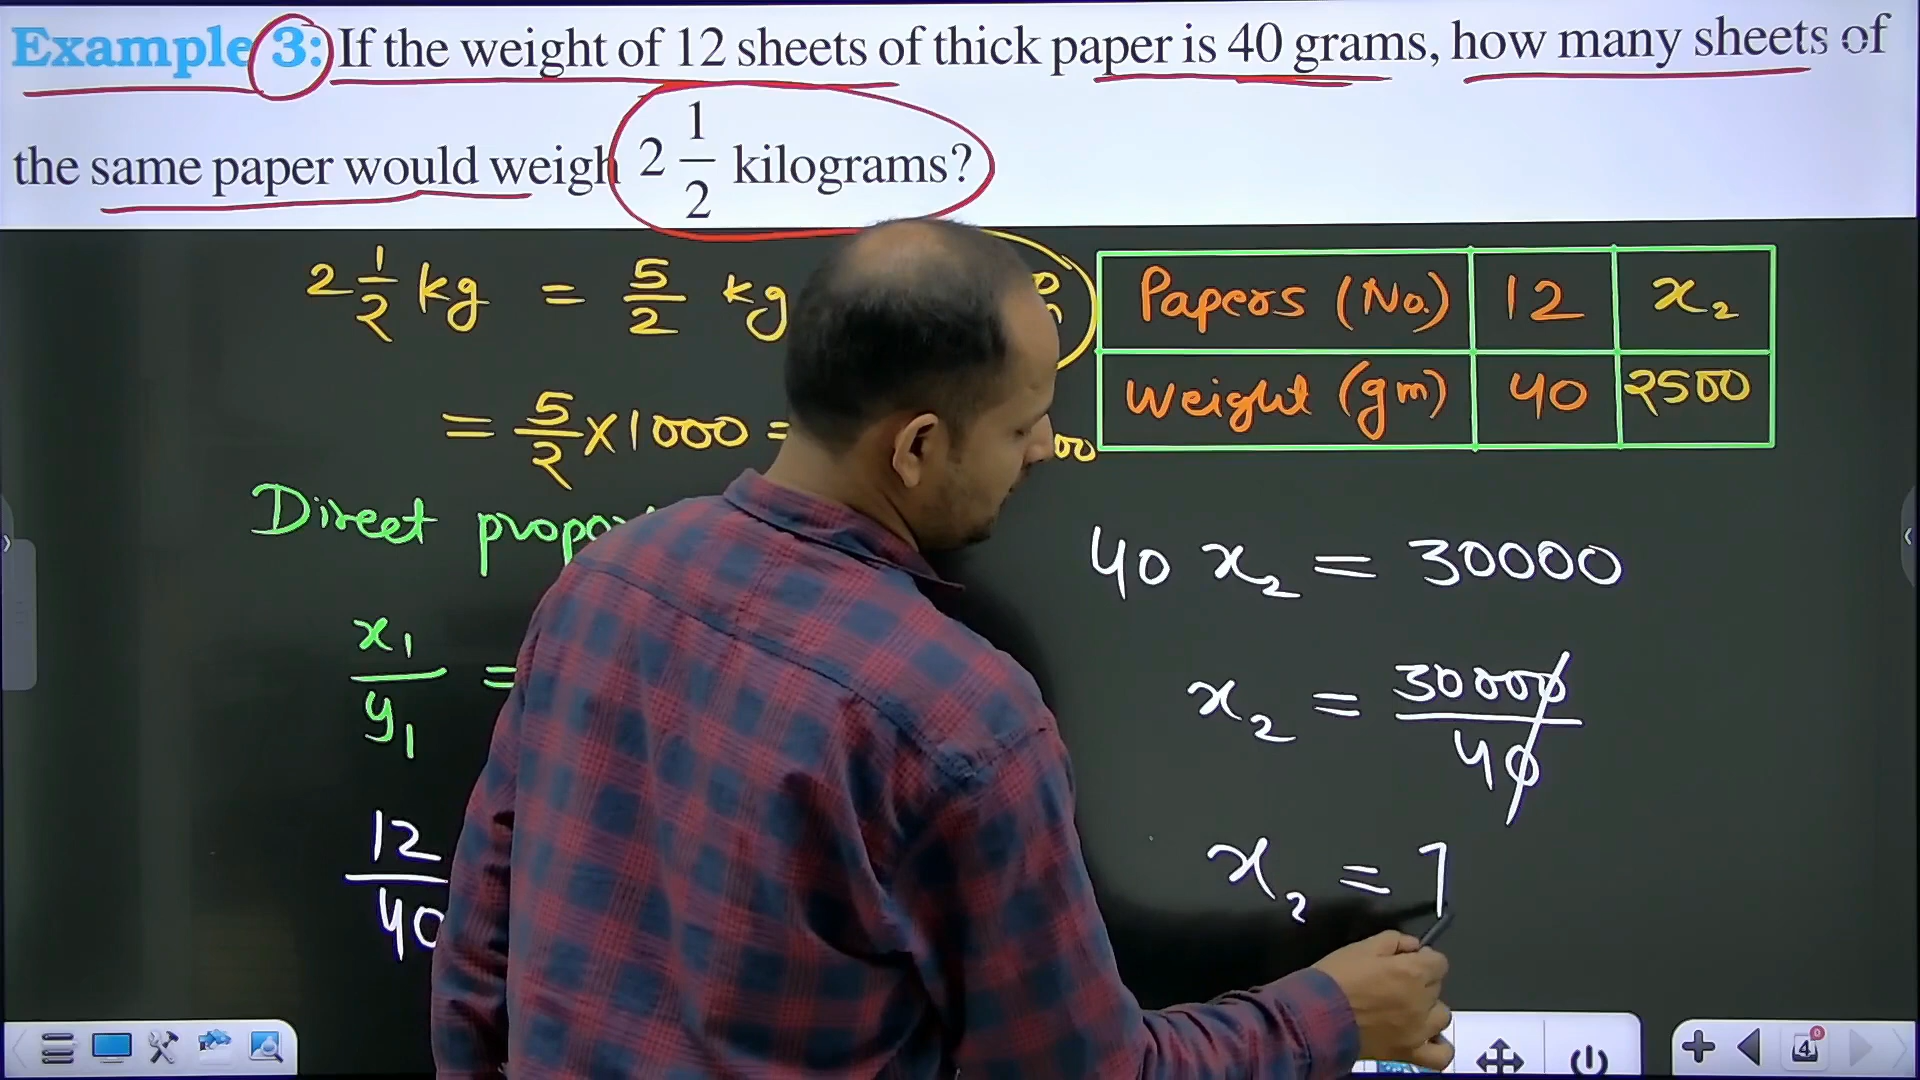 Example 3: If the weight of 12 sheets of thick paper is 40 grams, how many sheets of
the same paper would weigh 2 1/2 kilograms?
2 1/2 kg = 5/2 kg
= 5/2 × 1000 =
Direct
x₁/y₁ =
12/40
Papers (No.) 12 x₂
Weight (gm) 40 2500
40 x₂ = 30000
x₂ = 30000/40
x₂ = 7
4